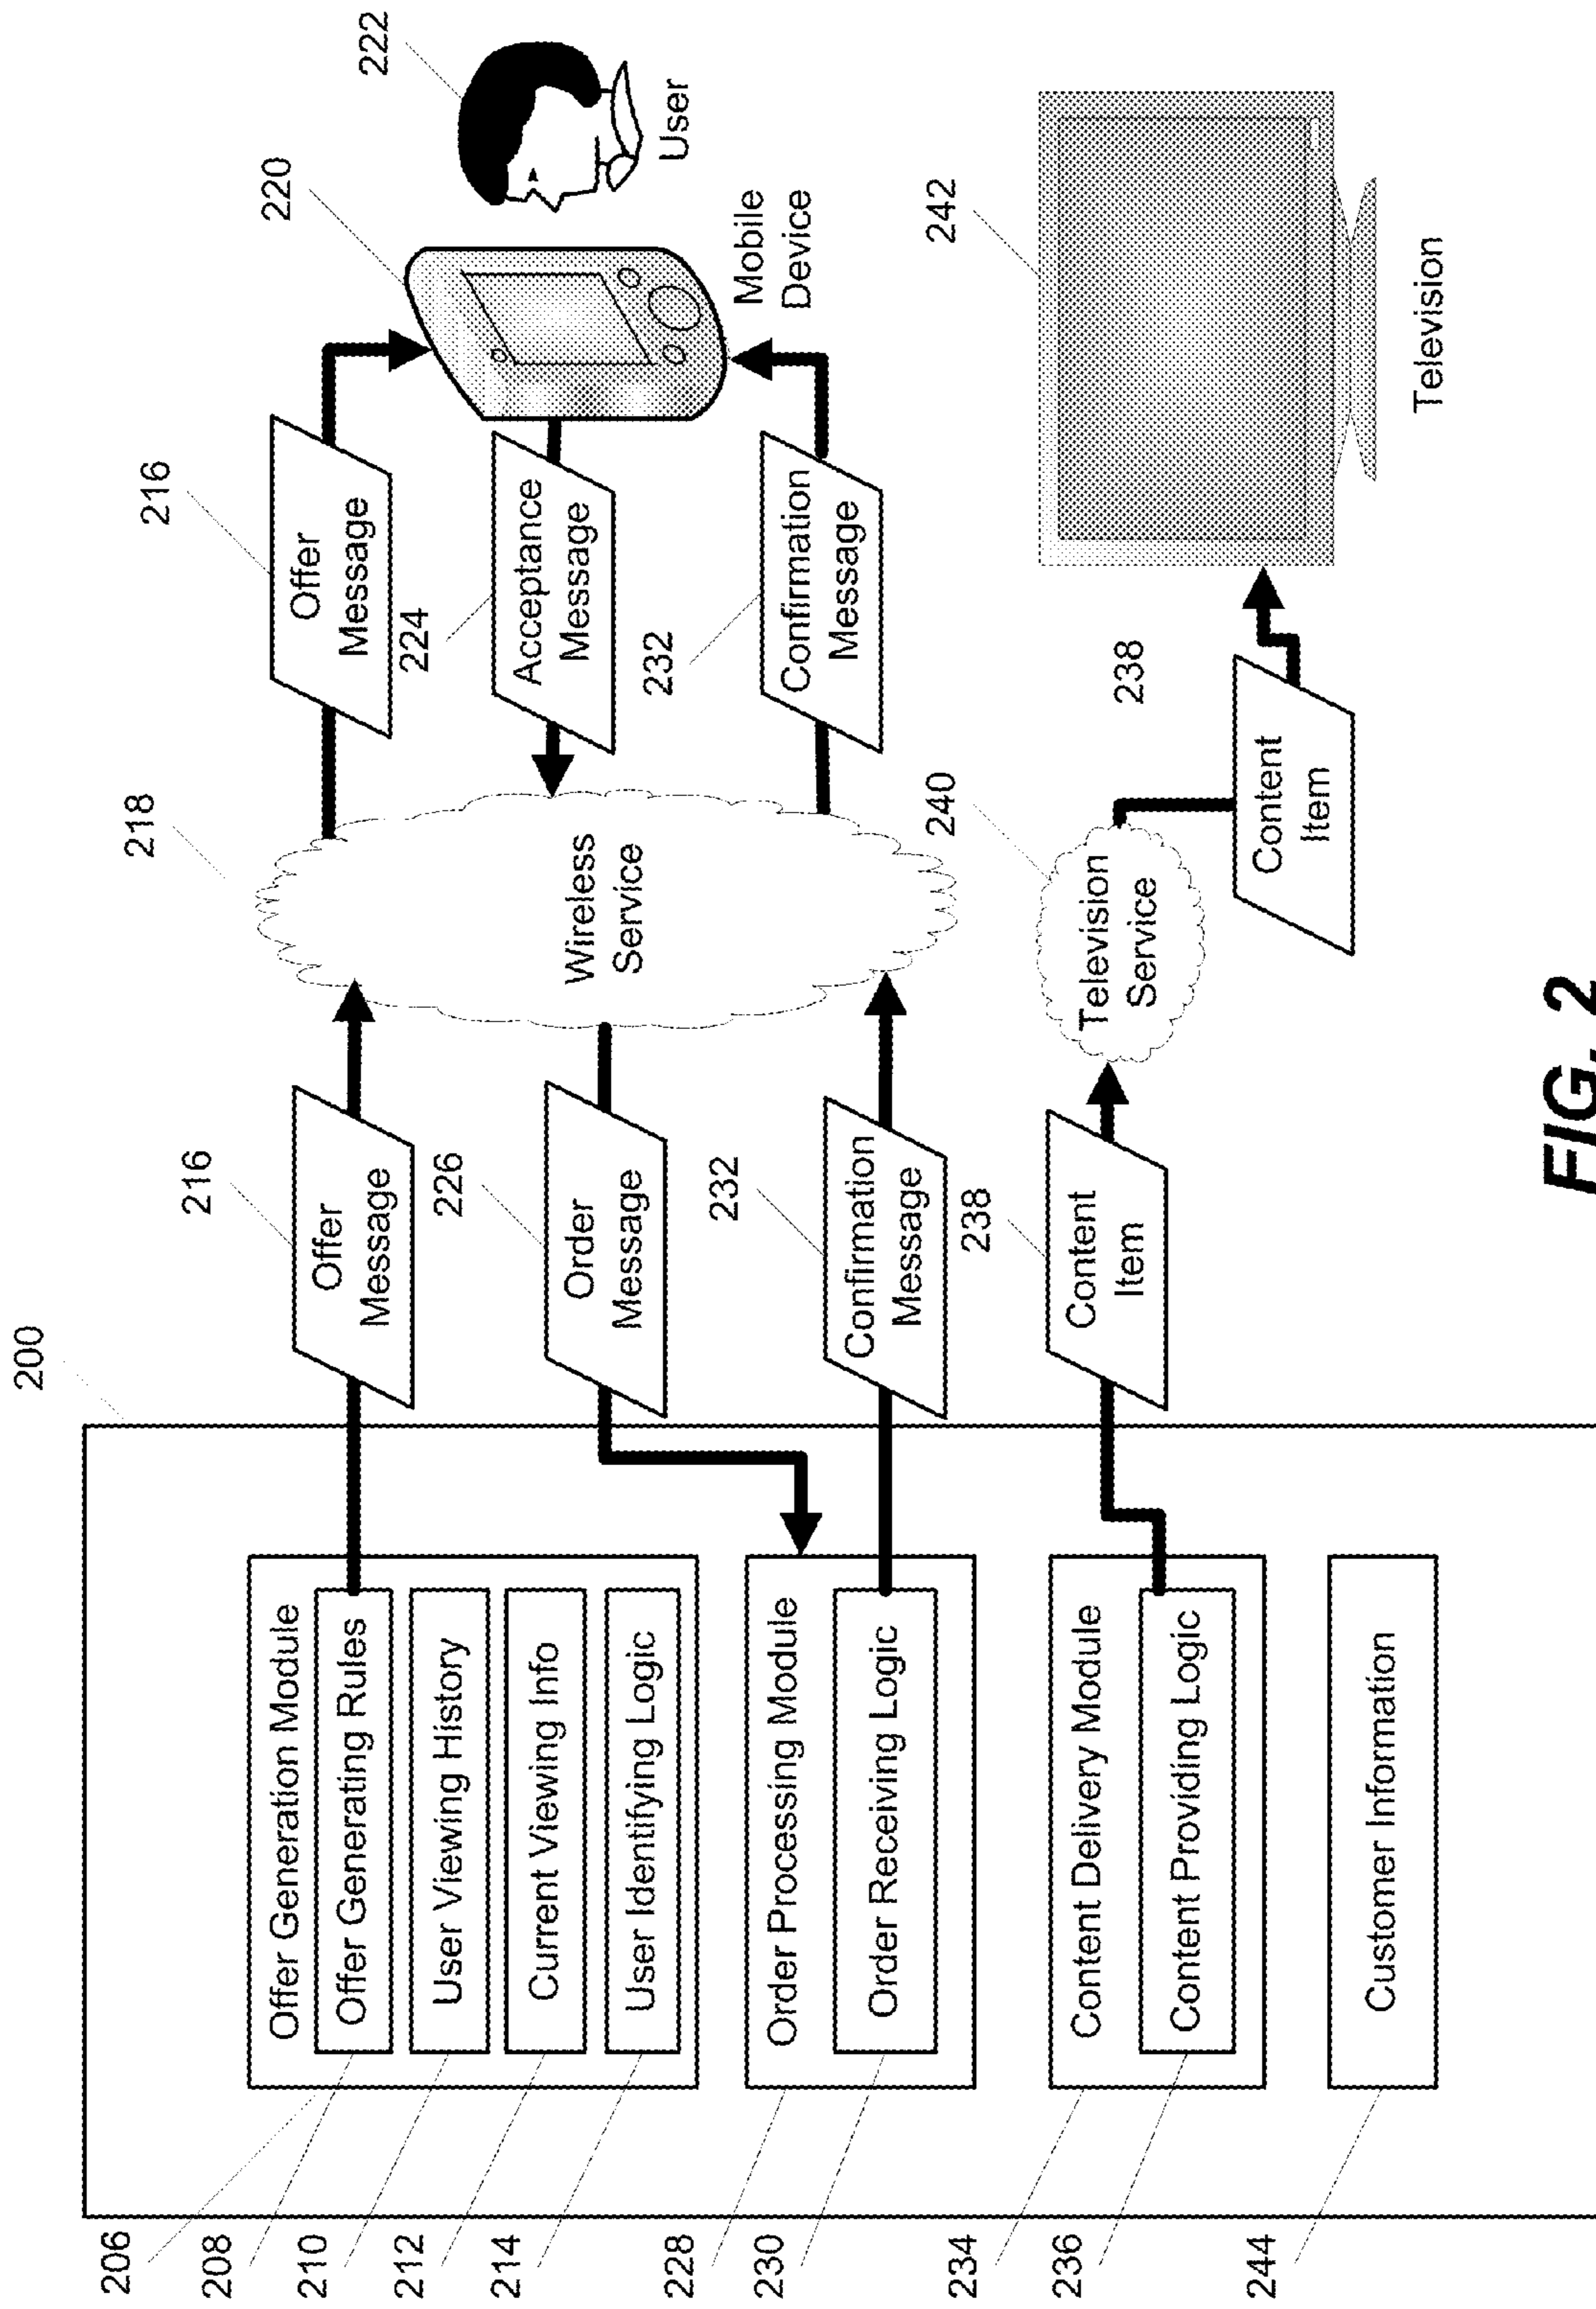 200
206
208
210
212
214
228
230
234
236
244
Offer Generation Module
Offer Generating Rules
User Viewing History
Current Viewing Info
User Identifying Logic
Order Processing Module
Order Receiving Logic
Content Delivery Module
Content Providing Logic
Customer Information
216
Offer
Message
226
Order
Message
232
Confirmation
Message
238
Content
Item
218
Wireless
Service
240
Television
Service
216
Offer
Message
224
Acceptance
Message
232
Confirmation
Message
238
Content
Item
220
Mobile
Device
222
User
242
Television
FIG. 2